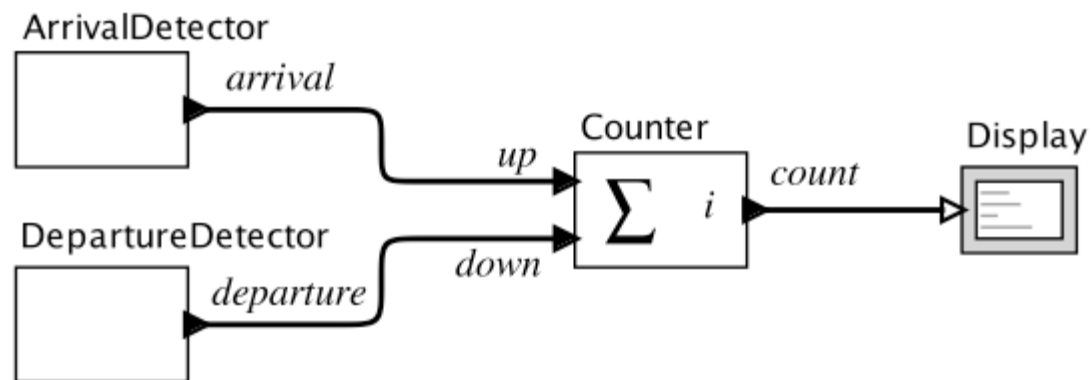 ArrivalDetector
arrival
Counter
Display
up
Σ i
count
DepartureDetector
down
departure